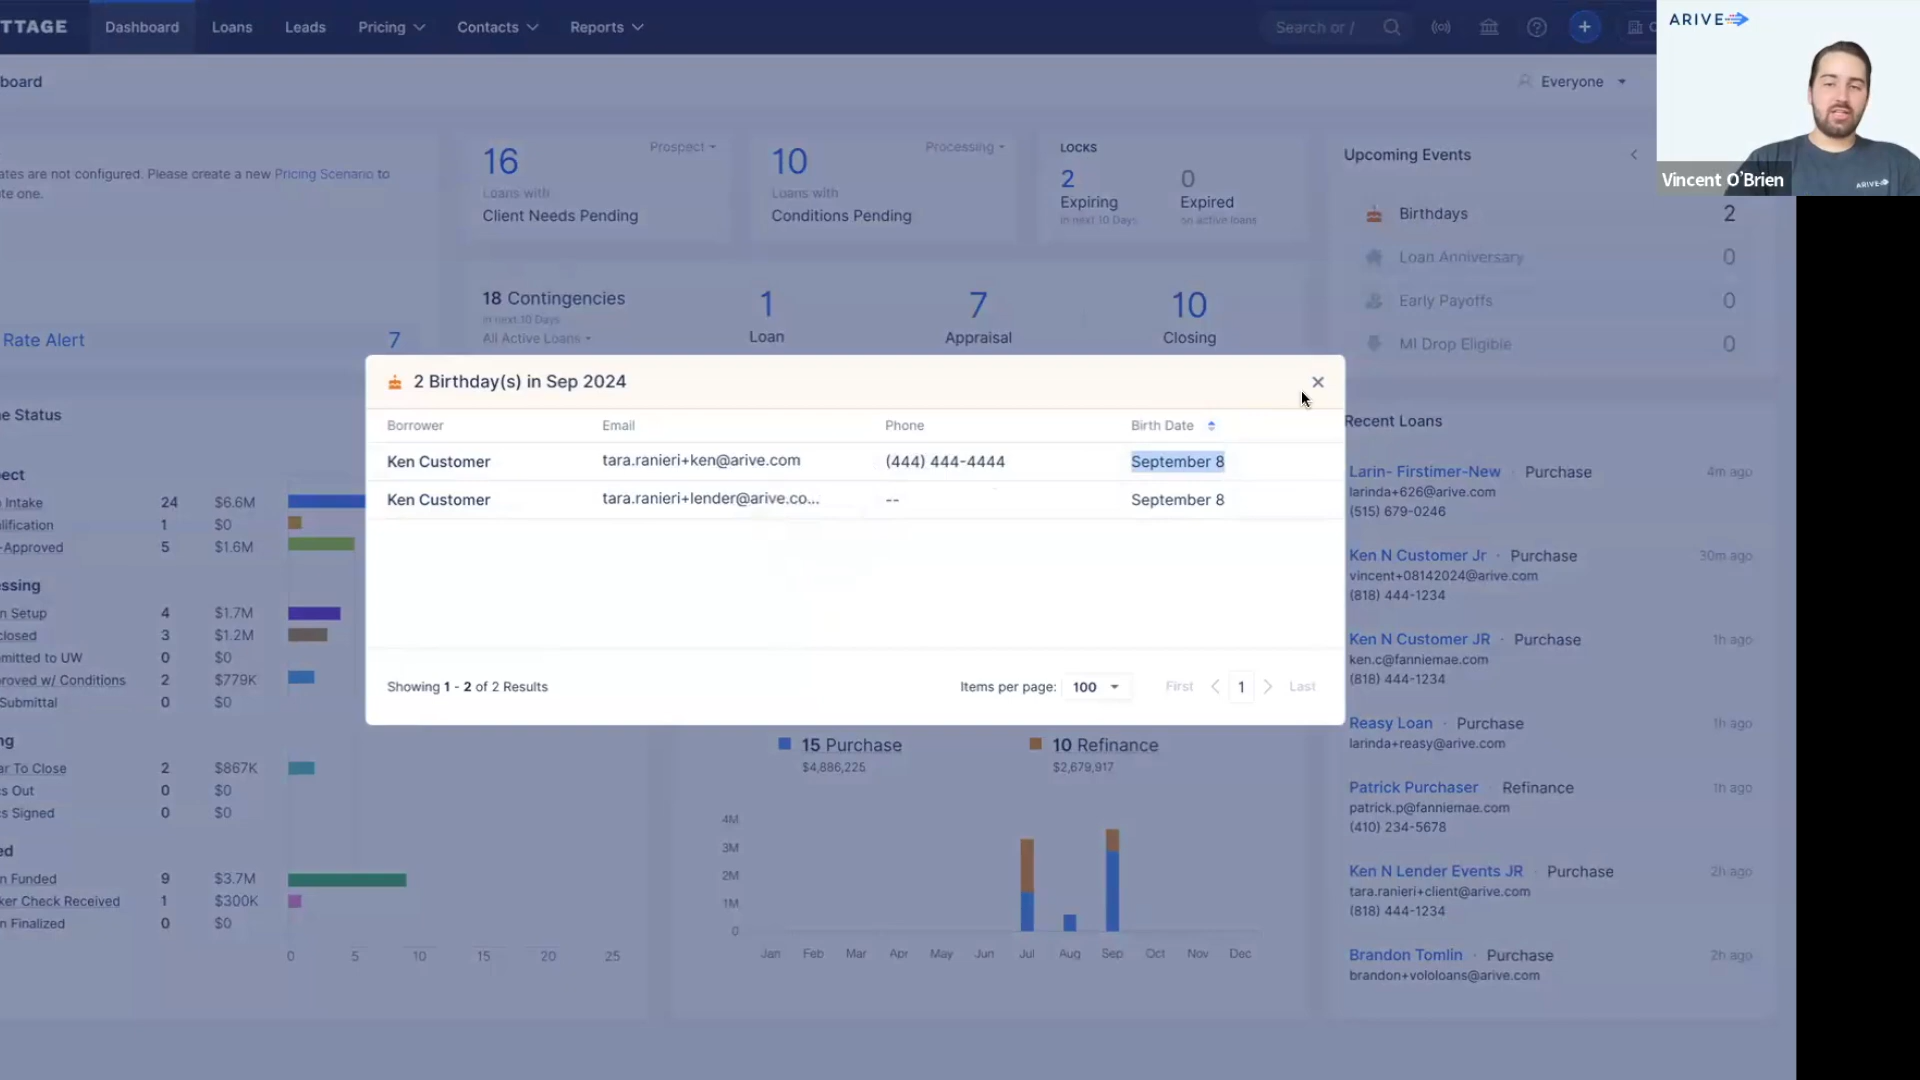 TTAGE
Dashboard
Loans
Leads
Pricing
Contacts
Reports
Search or /
ARIVE
Vincent O'Brien
ARIVE
board
Everyone
ates are not configured. Please create a new Pricing Scenario to
te one.
Rate Alert
7
16
Prospect
Loans with
Client Needs Pending
10
Processing
Loans with
Conditions Pending
LOCKS
2
0
Expiring
Expired
in next 10 Days
on active loans
18 Contingencies
in next 10 Days
All Active Loans
1
Loan
7
Appraisal
10
Closing
Upcoming Events
Birthdays 2
Loan Anniversary 0
Early Payoffs 0
MI Drop Eligible 0
2 Birthday(s) in Sep 2024
Borrower Email Phone Birth Date
Ken Customer tara.ranieri+ken@arive.com (444) 444-4444 September 8
Ken Customer tara.ranieri+lender@arive.co... -- September 8
Showing 1 - 2 of 2 Results
Items per page: 100
First 1 Last
e Status
ect
Intake 24 $6.6M
lification 1 $0
-Approved 5 $1.6M
essing
n Setup 4 $1.7M
closed 3 $1.2M
mitted to UW 0 $0
roved w/ Conditions 2 $779K
Submittal 0 $0
ng
ar To Close 2 $867K
s Out 0 $0
s Signed 0 $0
ed
n Funded 9 $3.7M
ker Check Received 1 $300K
n Finalized 0 $0
0 5 10 15 20 25
15 Purchase
$4,886,225
10 Refinance
$2,679,917
4M
3M
2M
1M
0
Jan Feb Mar Apr May Jun Jul Aug Sep Oct Nov Dec
Recent Loans
Larin- Firstimer-New · Purchase 4m ago
larinda+626@arive.com
(515) 679-0246
Ken N Customer Jr · Purchase 30m ago
vincent+08142024@arive.com
(818) 444-1234
Ken N Customer JR · Purchase 1h ago
ken.c@fanniemae.com
(818) 444-1234
Reasy Loan · Purchase 1h ago
larinda+reasy@arive.com
Patrick Purchaser · Refinance 1h ago
patrick.p@fanniemae.com
(410) 234-5678
Ken N Lender Events JR · Purchase 2h ago
tara.ranieri+client@arive.com
(818) 444-1234
Brandon Tomlin · Purchase 2h ago
brandon+vololoans@arive.com